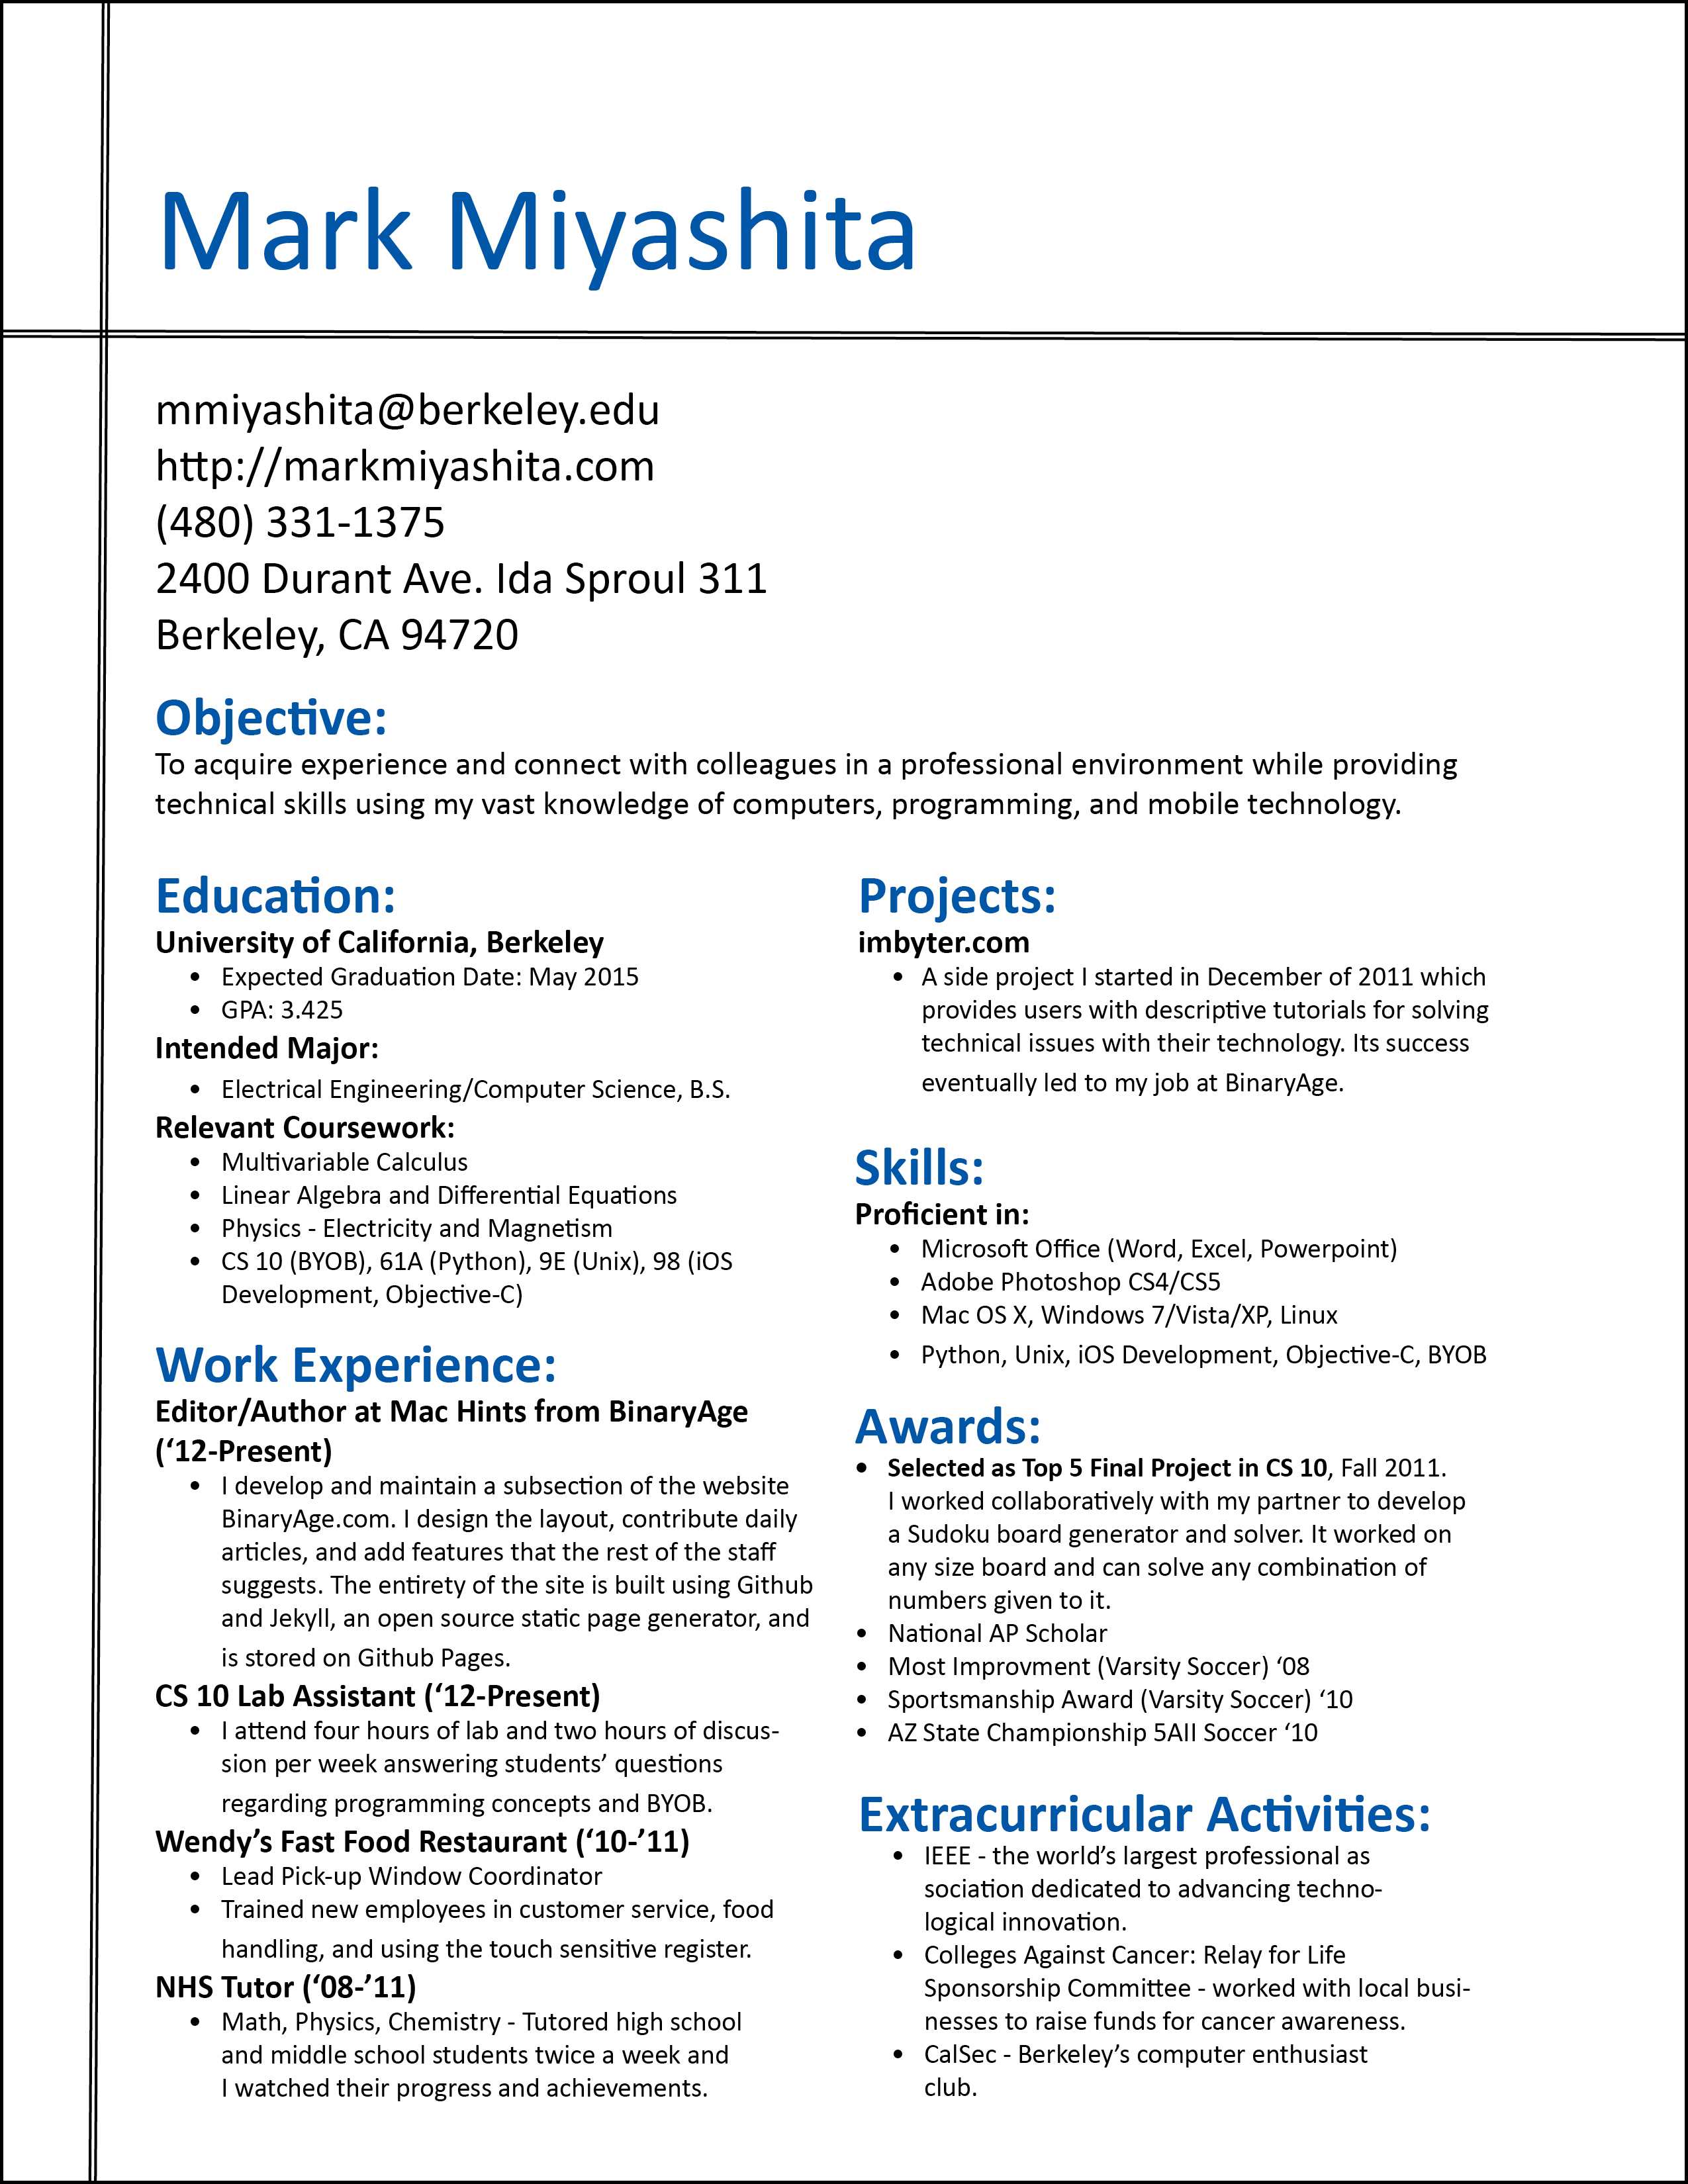 Mark Miyashita
mmiyashita@berkeley.edu
http://markmiyashita.com
(480) 331-1375
2400 Durant Ave. Ida Sproul 311
Berkeley, CA 94720
Objective:
To acquire experience and connect with colleagues in a professional environment while providing
technical skills using my vast knowledge of computers, programming, and mobile technology.
Education:
University of California, Berkeley
• Expected Graduation Date: May 2015
• GPA: 3.425
Intended Major:
• Electrical Engineering/Computer Science, B.S.
Relevant Coursework:
• Multivariable Calculus
• Linear Algebra and Differential Equations
• Physics - Electricity and Magnetism
• CS 10 (BYOB), 61A (Python), 9E (Unix), 98 (iOS
Development, Objective-C)
Work Experience:
Editor/Author at Mac Hints from BinaryAge
(‘12-Present)
• I develop and maintain a subsection of the website
BinaryAge.com. I design the layout, contribute daily
articles, and add features that the rest of the staff
suggests. The entirety of the site is built using Github
and Jekyll, an open source static page generator, and
is stored on Github Pages.
CS 10 Lab Assistant (‘12-Present)
• I attend four hours of lab and two hours of discus-
sion per week answering students’ questions
regarding programming concepts and BYOB.
Wendy’s Fast Food Restaurant (‘10-’11)
• Lead Pick-up Window Coordinator
• Trained new employees in customer service, food
handling, and using the touch sensitive register.
NHS Tutor (‘08-’11)
• Math, Physics, Chemistry - Tutored high school
and middle school students twice a week and
I watched their progress and achievements.
Projects:
imbyter.com
• A side project I started in December of 2011 which
provides users with descriptive tutorials for solving
technical issues with their technology. Its success
eventually led to my job at BinaryAge.
Skills:
Proficient in:
• Microsoft Office (Word, Excel, Powerpoint)
• Adobe Photoshop CS4/CS5
• Mac OS X, Windows 7/Vista/XP, Linux
• Python, Unix, iOS Development, Objective-C, BYOB
Awards:
• Selected as Top 5 Final Project in CS 10, Fall 2011.
I worked collaboratively with my partner to develop
a Sudoku board generator and solver. It worked on
any size board and can solve any combination of
numbers given to it.
• National AP Scholar
• Most Improvment (Varsity Soccer) ‘08
• Sportsmanship Award (Varsity Soccer) ‘10
• AZ State Championship 5AII Soccer ‘10
Extracurricular Activities:
• IEEE - the world’s largest professional as
sociation dedicated to advancing techno-
logical innovation.
• Colleges Against Cancer: Relay for Life
Sponsorship Committee - worked with local busi-
nesses to raise funds for cancer awareness.
• CalSec - Berkeley’s computer enthusiast
club.